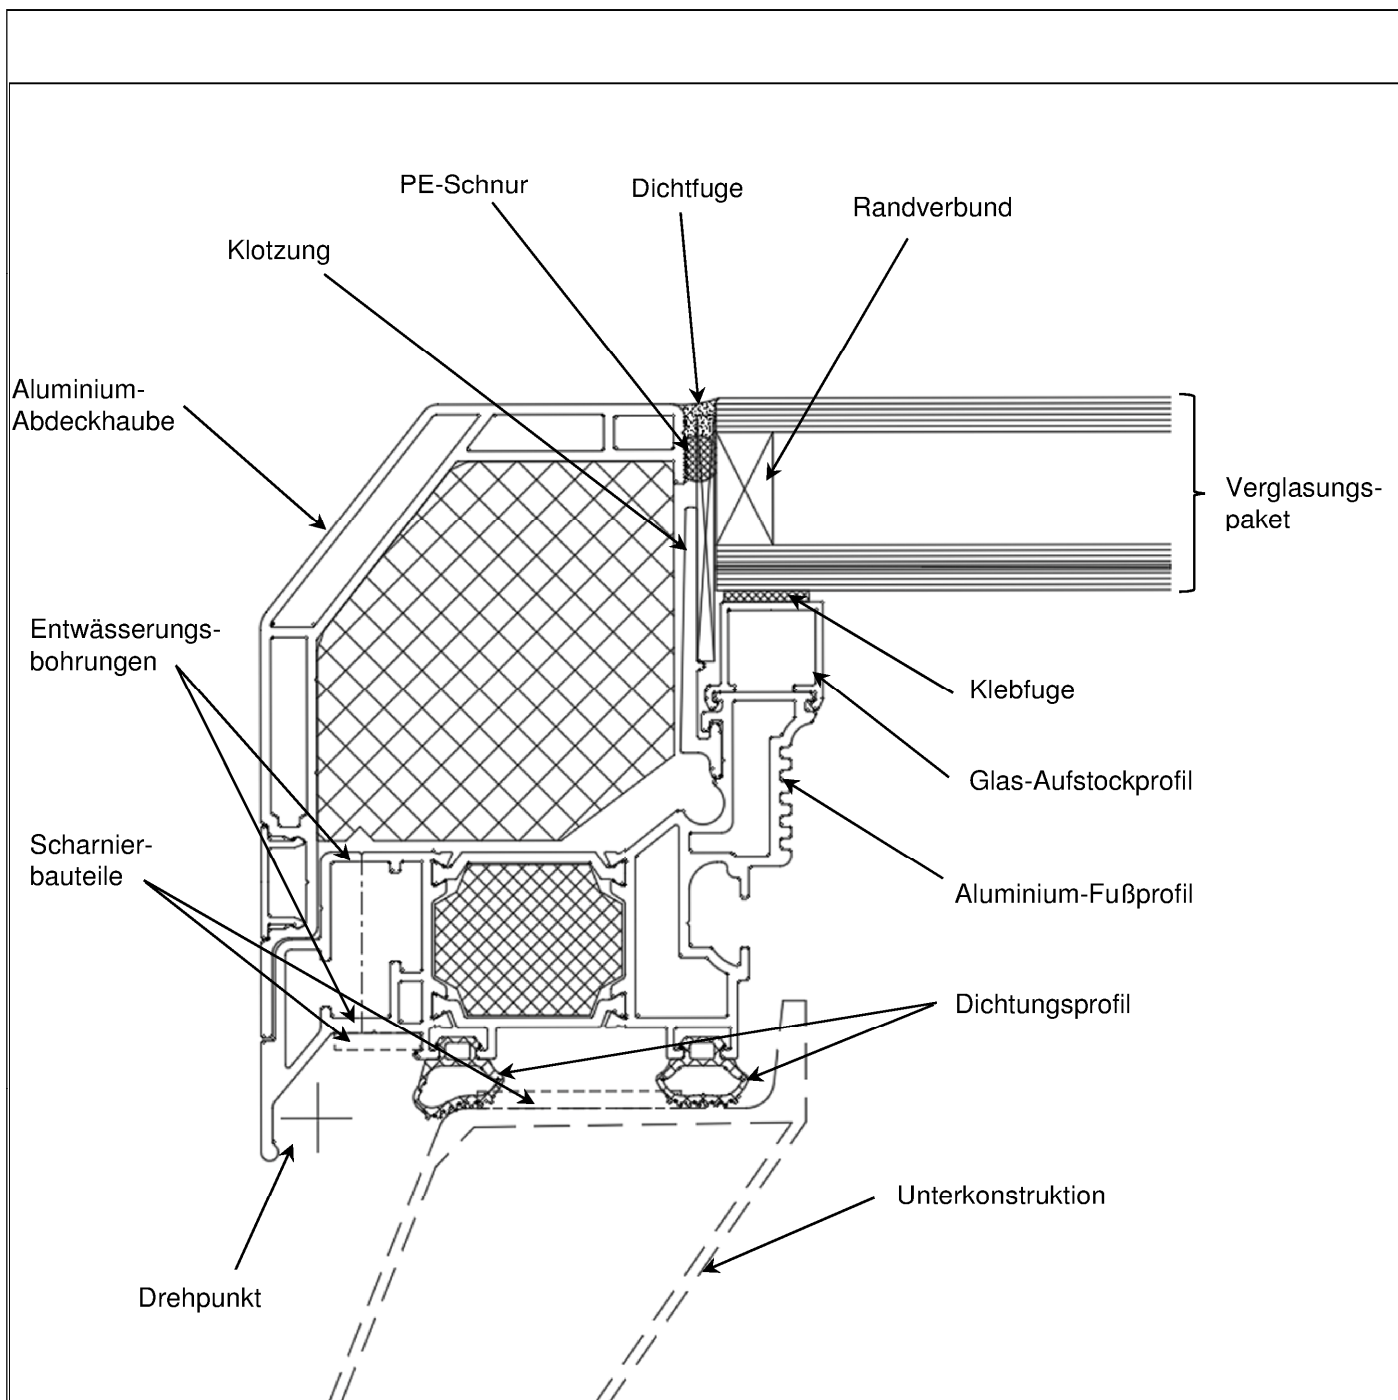 PE-Schnur
Dichtfuge
Randverbund
Klotzung
Aluminium-
Abdeckhaube
Verglasungs-
paket
Entwässerungs-
bohrungen
Klebfuge
Glas-Aufstockprofil
Scharnier-
bauteile
Aluminium-Fußprofil
Dichtungsprofil
Unterkonstruktion
Drehpunkt